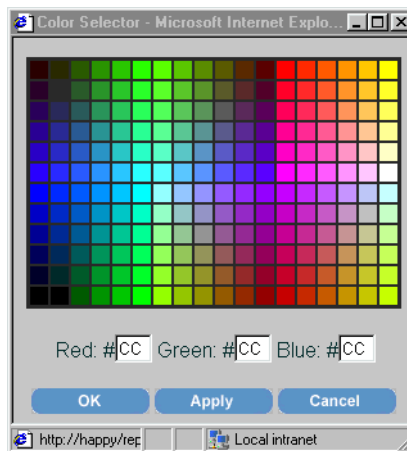 Color Selector - Microsoft Internet Explo...
Red: #CC Green: #CC Blue: #CC
OK Apply Cancel
http://happy/rep Local intranet